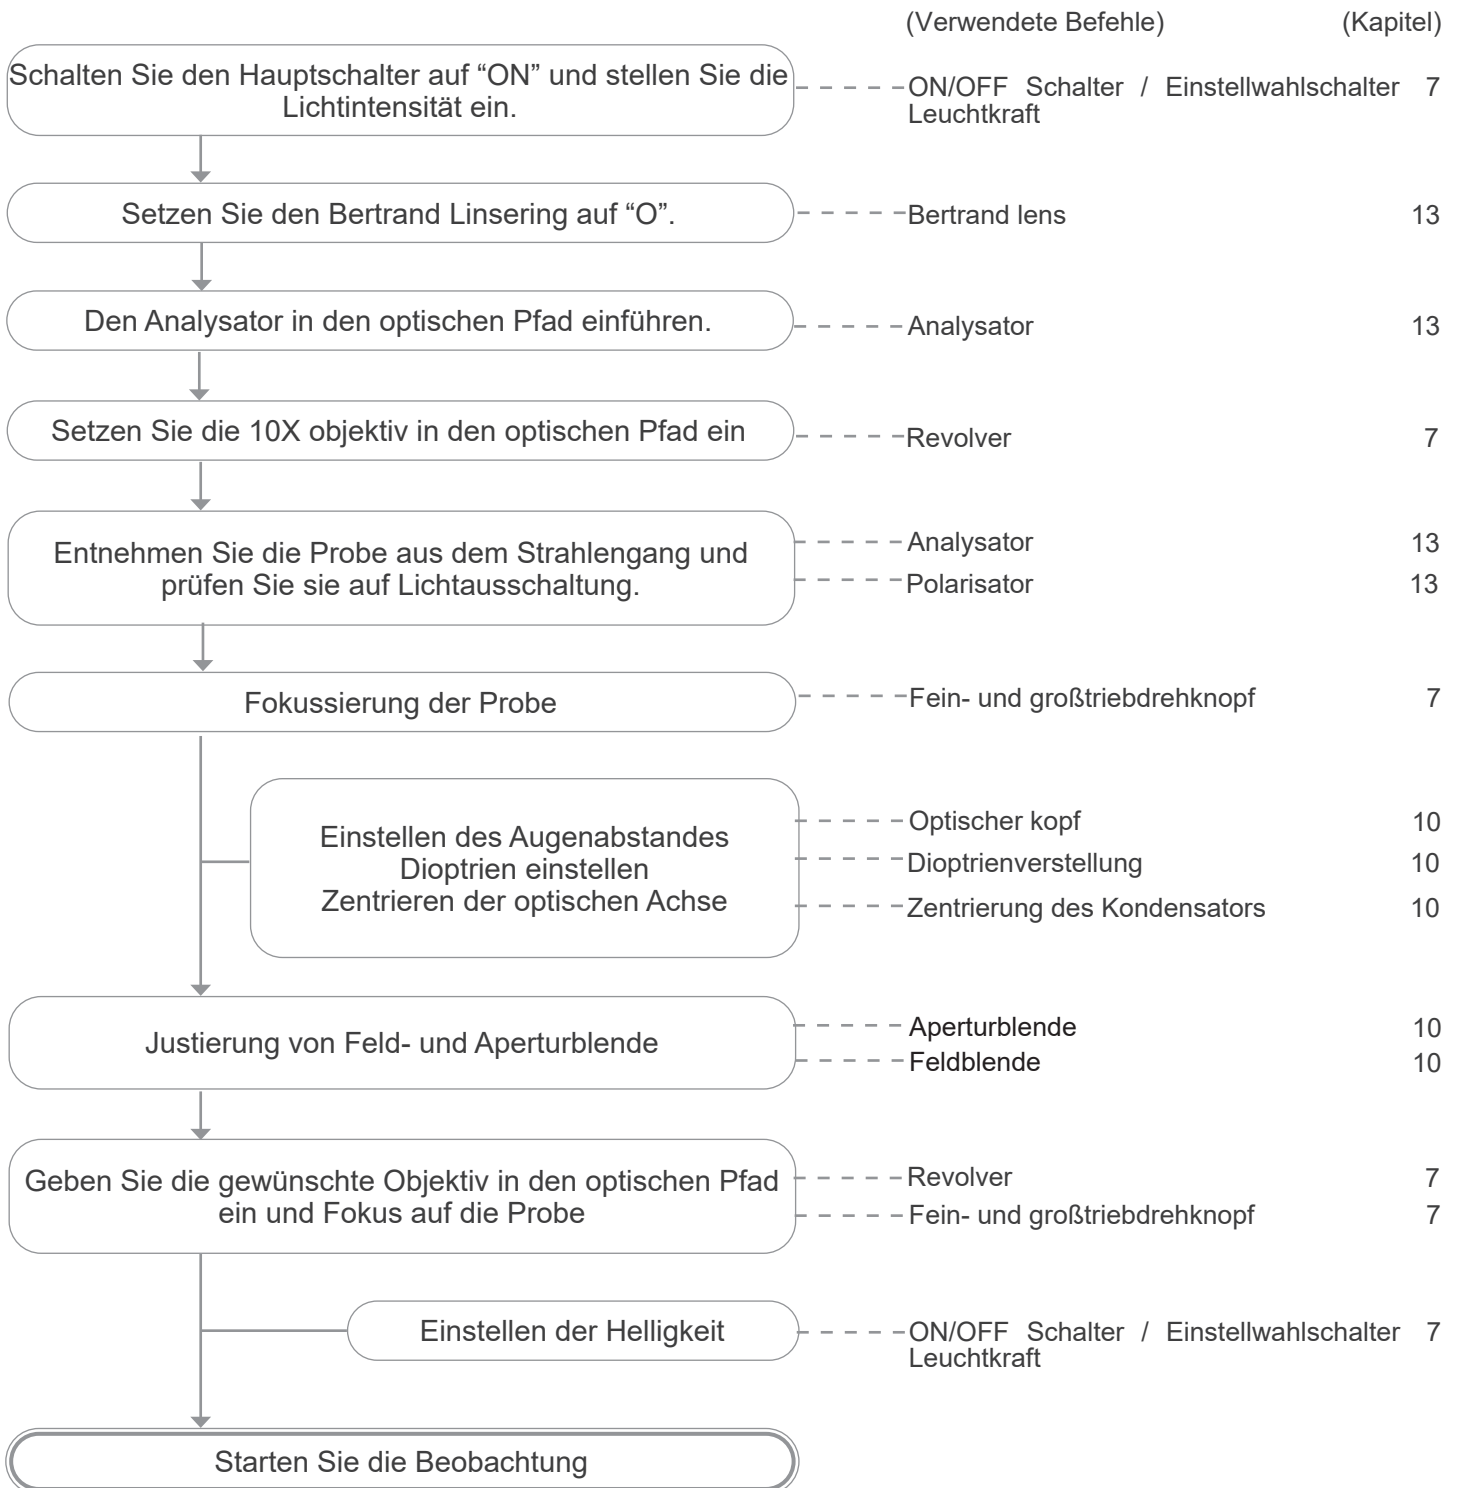 (Verwendete Befehle) (Kapitel)
Schalten Sie den Hauptschalter auf “ON” und stellen Sie die
Lichtintensität ein.
ON/OFF Schalter / Einstellwahlschalter 7
Leuchtkraft
Setzen Sie den Bertrand Linsering auf “O”.
Bertrand lens 13
Den Analysator in den optischen Pfad einführen.
Analysator 13
Setzen Sie die 10X objektiv in den optischen Pfad ein
Revolver 7
Entnehmen Sie die Probe aus dem Strahlengang und
prüfen Sie sie auf Lichtausschaltung.
Analysator 13
Polarisator 13
Fokussierung der Probe
Fein- und großtriebdrehknopf 7
Einstellen des Augenabstandes
Dioptrien einstellen
Zentrieren der optischen Achse
Optischer kopf 10
Dioptrienverstellung 10
Zentrierung des Kondensators 10
Justierung von Feld- und Aperturblende
Aperturblende 10
Feldblende 10
Geben Sie die gewünschte Objektiv in den optischen Pfad
ein und Fokus auf die Probe
Revolver 7
Fein- und großtriebdrehknopf 7
Einstellen der Helligkeit
ON/OFF Schalter / Einstellwahlschalter 7
Leuchtkraft
Starten Sie die Beobachtung